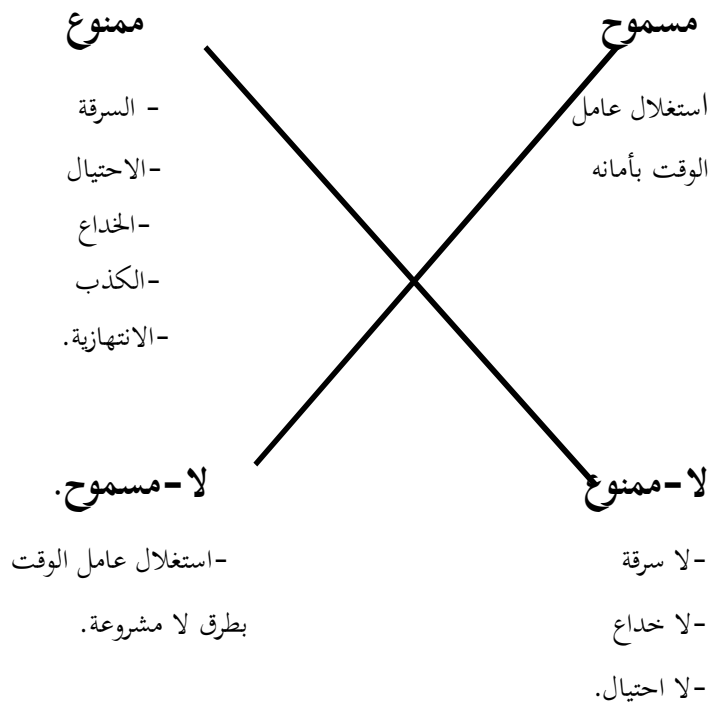 مسموح
استغلال عامل
الوقت بأمانه
ممنوع
- السرقة
-الاحتيال
-الخداع
-الكذب
-الانتهازية.
لا-ممنوع
-لا سرقة
-لا خداع
-لا احتيال.
لا-مسموح.
-استغلال عامل الوقت
بطرق لا مشروعة.